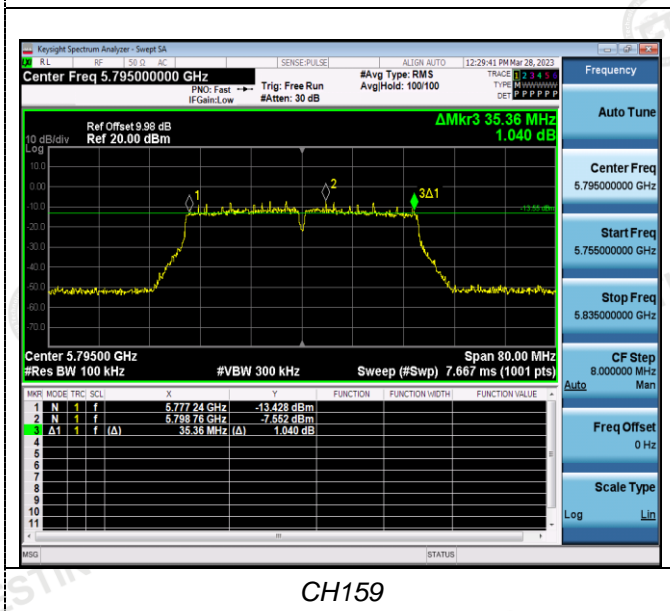 Keysight Spectrum Analyzer - Swept SA
RL RF 50 Ω AC SENSE:PULSE ALIGN AUTO 12:29:41 PM Mar 28, 2023
Center Freq 5.795000000 GHz
PNO: Fast
IFGain:Low
Trig: Free Run
#Atten: 30 dB
#Avg Type: RMS
Avg|Hold: 100/100
TRACE 1 2 3 4 5 6
TYPE M W W W W W
DET P P P P P P
Frequency
Auto Tune
Center Freq
5.795000000 GHz
Start Freq
5.755000000 GHz
Stop Freq
5.835000000 GHz
CF Step
8.000000 MHz
Auto Man
Freq Offset
0 Hz
Scale Type
Log Lin
ΔMkr3 35.36 MHz
1.040 dB
Ref Offset 9.98 dB
10 dB/div Ref 20.00 dBm
Log
10.0
0.00
-10.0
-20.0
-30.0
-40.0
-50.0
-60.0
-70.0
1
2
3Δ1
-13.55 dBm
Center 5.79500 GHz Span 80.00 MHz
#Res BW 100 kHz #VBW 300 kHz Sweep (#Swp) 7.667 ms (1001 pts)
MKR MODE TRC SCL X Y FUNCTION FUNCTION WIDTH FUNCTION VALUE
1 N 1 f 5.777 24 GHz -13.428 dBm
2 N 1 f 5.798 76 GHz -7.552 dBm
3 Δ1 1 f (Δ) 35.36 MHz (Δ) 1.040 dB
4
5
6
7
8
9
10
11
MSG STATUS
CH159